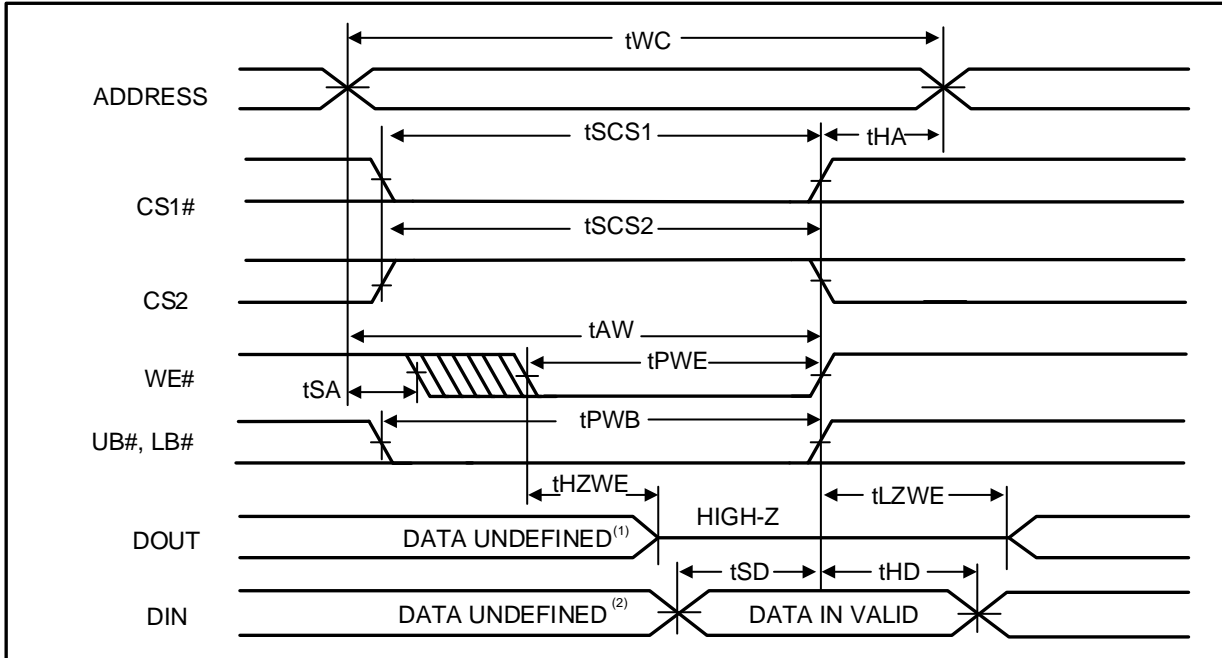 tWC
ADDRESS
tSCS1
tHA
CS1#
tSCS2
CS2
tAW
tPWE
WE#
tSA
tPWB
UB#, LB#
tHZWE
tLZWE
HIGH-Z
DOUT
DATA UNDEFINED(1)
tSD
tHD
DIN
DATA UNDEFINED (2)
DATA IN VALID